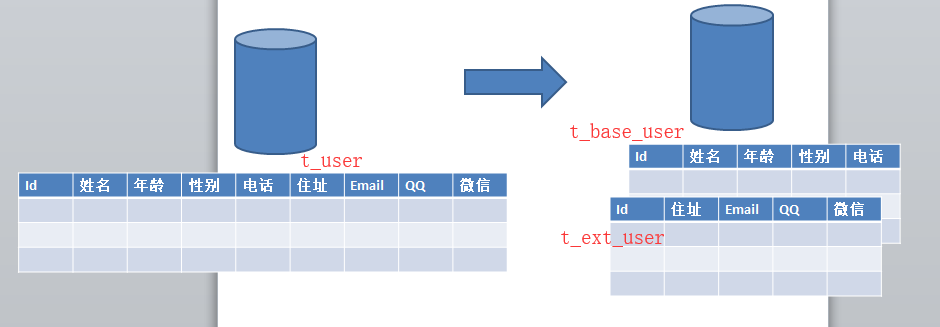 t_user
Id 姓名 年龄 性别 电话 住址 Email QQ 微信
t_base_user
Id 姓名 年龄 性别 电话
Id 住址 Email QQ 微信
t_ext_user